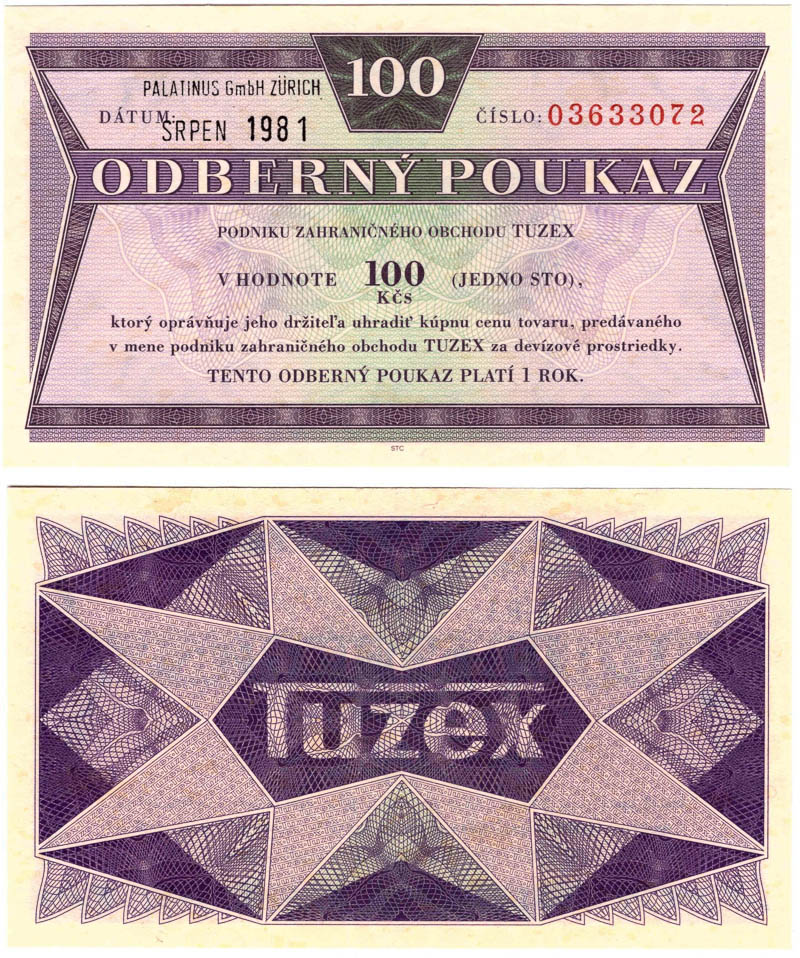 100
PALATINUS GmbH ZÜRICH
DÁTUM: ČÍSLO: 03633072
SRPEN 1981
ODBERNÝ POUKAZ
PODNIKU ZAHRANIČNÉHO OBCHODU TUZEX
V HODNOTE 100 (JEDNO STO),
KČS
ktorý oprávňuje jeho držiteľa uhradiť kúpnu cenu tovaru, predávaného
v mene podniku zahraničného obchodu TUZEX za devízové prostriedky.
TENTO ODBERNÝ POUKAZ PLATÍ 1 ROK.
STC
Tuzex